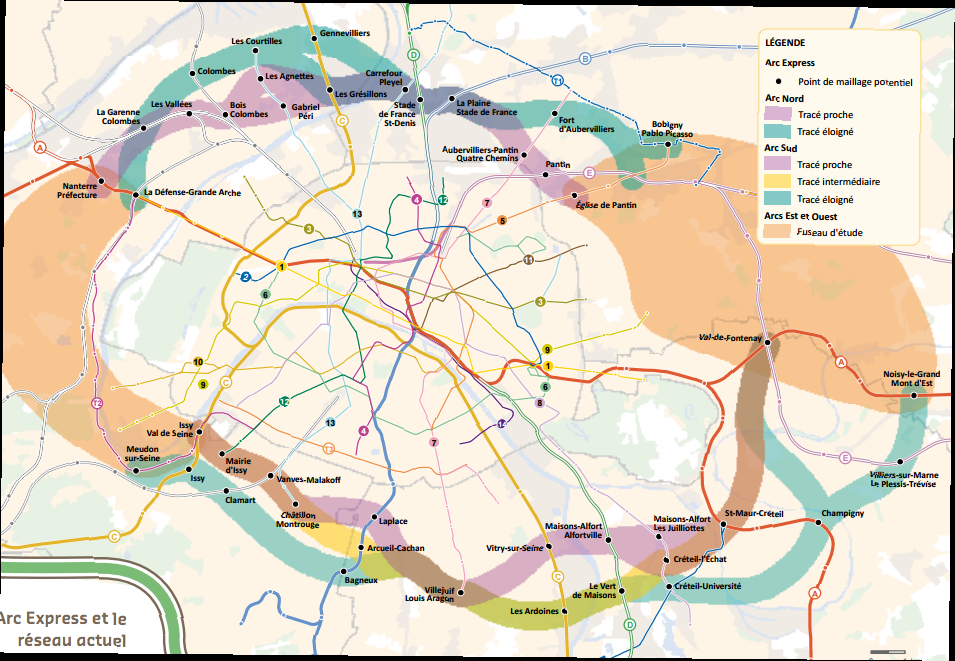 LÉGENDE
Arc Express
Point de maillage potentiel
Arc Nord
Tracé proche
Tracé éloigné
Arc Sud
Tracé proche
Tracé intermédiaire
Tracé éloigné
Arcs Est et Ouest
Fuseau d'étude
Les Courtilles
Gennevilliers
D
B
Colombes
Les Agnettes
Carrefour
Pleyel
T1
Les Vallées
Bois
Colombes
Gabriel
Péri
Les Grésillons
Stade
de France
St-Denis
La Plaine
Stade de France
La Garenne
Colombes
C
Fort
d'Aubervilliers
Bobigny
Pablo Picasso
A
Aubervilliers-Pantin
Quatre Chemins
Pantin
E
Nanterre
Préfecture
La Défense-Grande Arche
Église de Pantin
13
4
12
7
5
3
11
1
2
6
3
Val-de-Fontenay
9
1
A
10
9
C
6
Noisy-le-Grand
Mont d'Est
T2
12
8
13
4
7
14
Issy
Val de Seine
Meudon
sur-Seine
Mairie
d'Issy
T3
E
Issy
Vanves-Malakoff
Villiers-sur-Marne
Le Plessis-Trévise
Clamart
Châtillon
Montrouge
Laplace
Maisons-Alfort
Alfortville
Maisons-Alfort
Les Juilliottes
St-Maur-Créteil
Champigny
C
Arcueil-Cachan
Vitry-sur-Seine
Créteil-l'Échat
Bagneux
C
Villejuif
Louis Aragon
Le Vert
de Maisons
Créteil-Université
A
Les Ardoines
D
Arc Express et le
réseau actuel